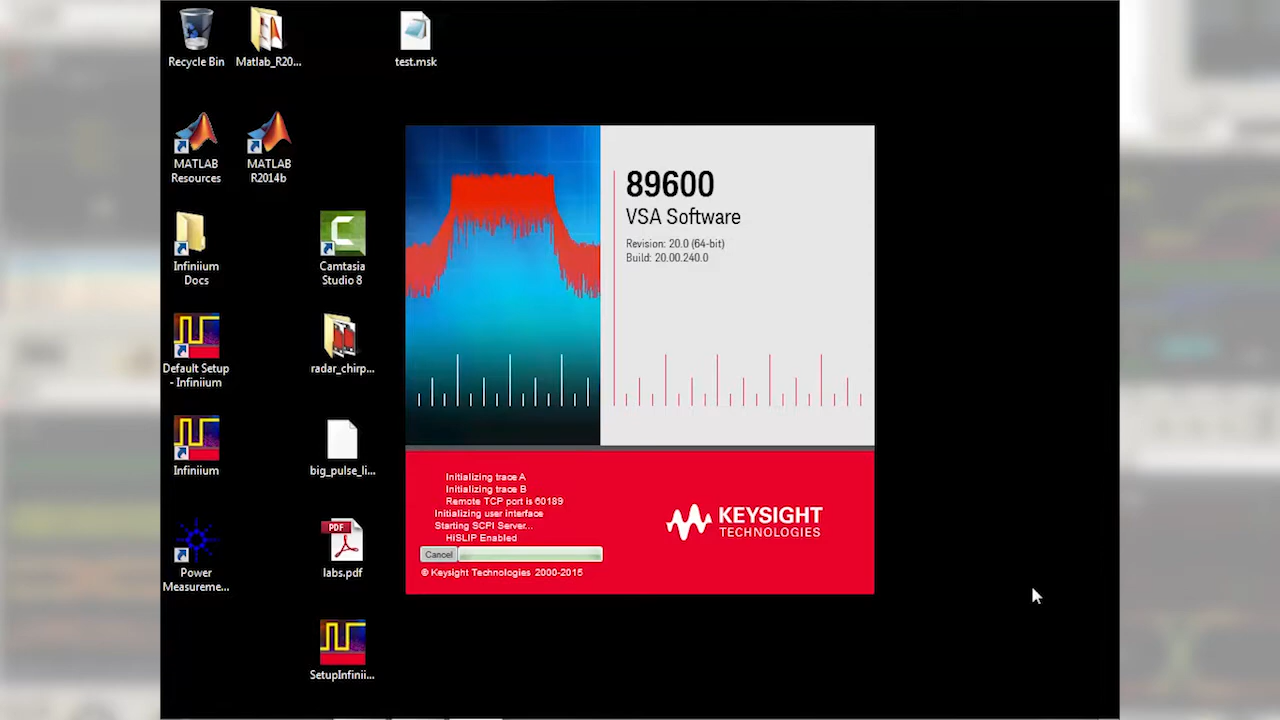 Recycle Bin
Matlab_R20...
test.msk
MATLAB
Resources
MATLAB
R2014b
Infiniium
Docs
Camtasia
Studio 8
Default Setup
- Infiniium
radar_chirp...
Infiniium
big_pulse_li...
Power
Measureme...
PDF
labs.pdf
SetupInfinii...
89600
VSA Software
Revision: 20.0 (64-bit)
Build: 20.00.240.0
Initializing trace A
Initializing trace B
Remote TCP port is 60189
Initializing user interface
Starting SCPI Server...
HiSLIP Enabled
Cancel
© Keysight Technologies 2000-2015
KEYSIGHT
TECHNOLOGIES